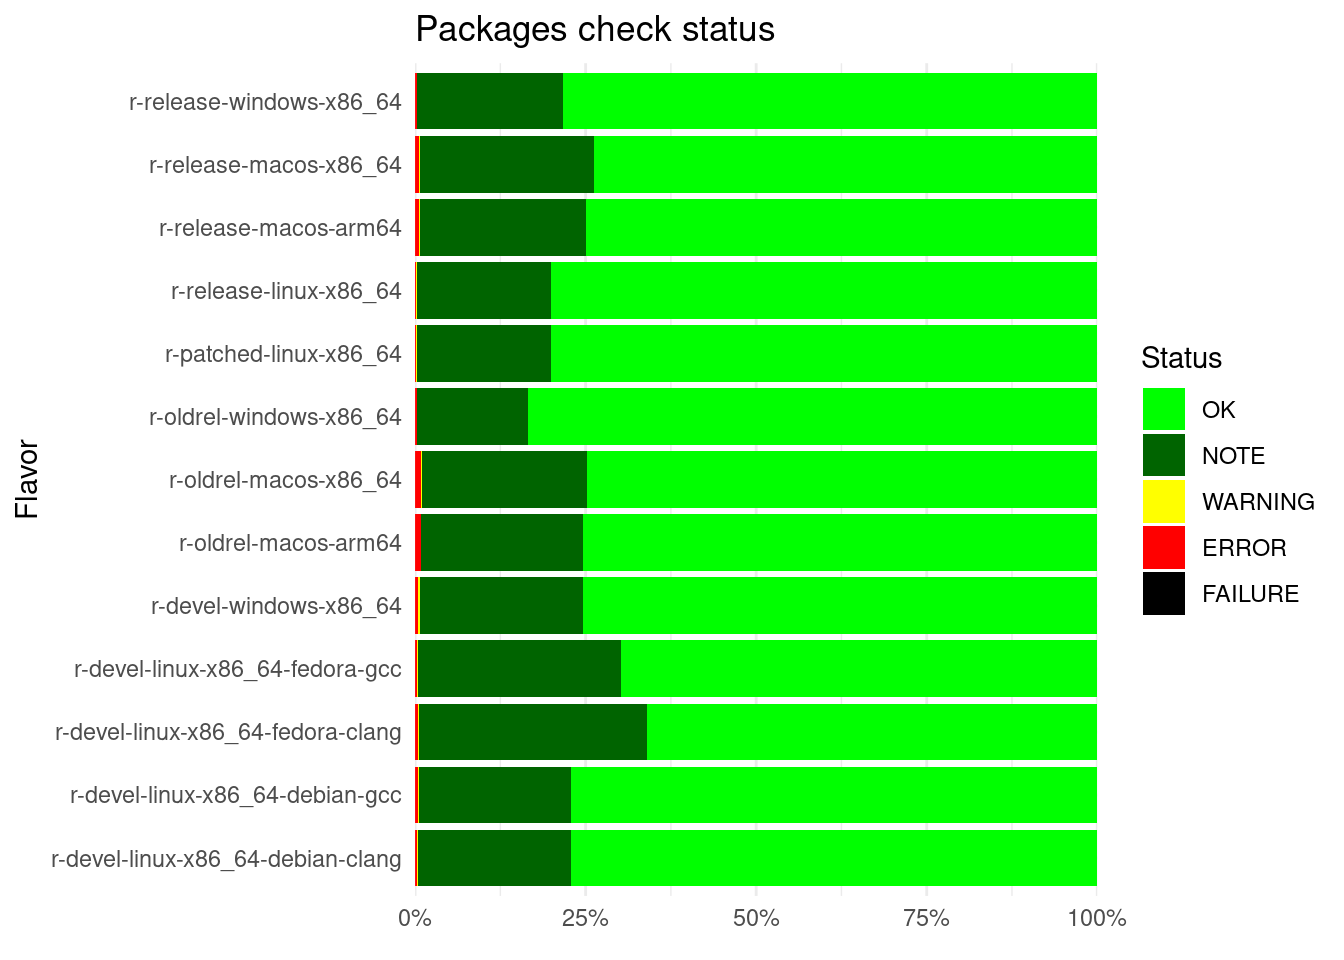 Packages check status
r-release-windows-x86_64
r-release-macos-x86_64
r-release-macos-arm64
r-release-linux-x86_64
r-patched-linux-x86_64
r-oldrel-windows-x86_64
r-oldrel-macos-x86_64
r-oldrel-macos-arm64
r-devel-windows-x86_64
r-devel-linux-x86_64-fedora-gcc
r-devel-linux-x86_64-fedora-clang
r-devel-linux-x86_64-debian-gcc
r-devel-linux-x86_64-debian-clang
Flavor
0% 25% 50% 75% 100%
Status
OK
NOTE
WARNING
ERROR
FAILURE